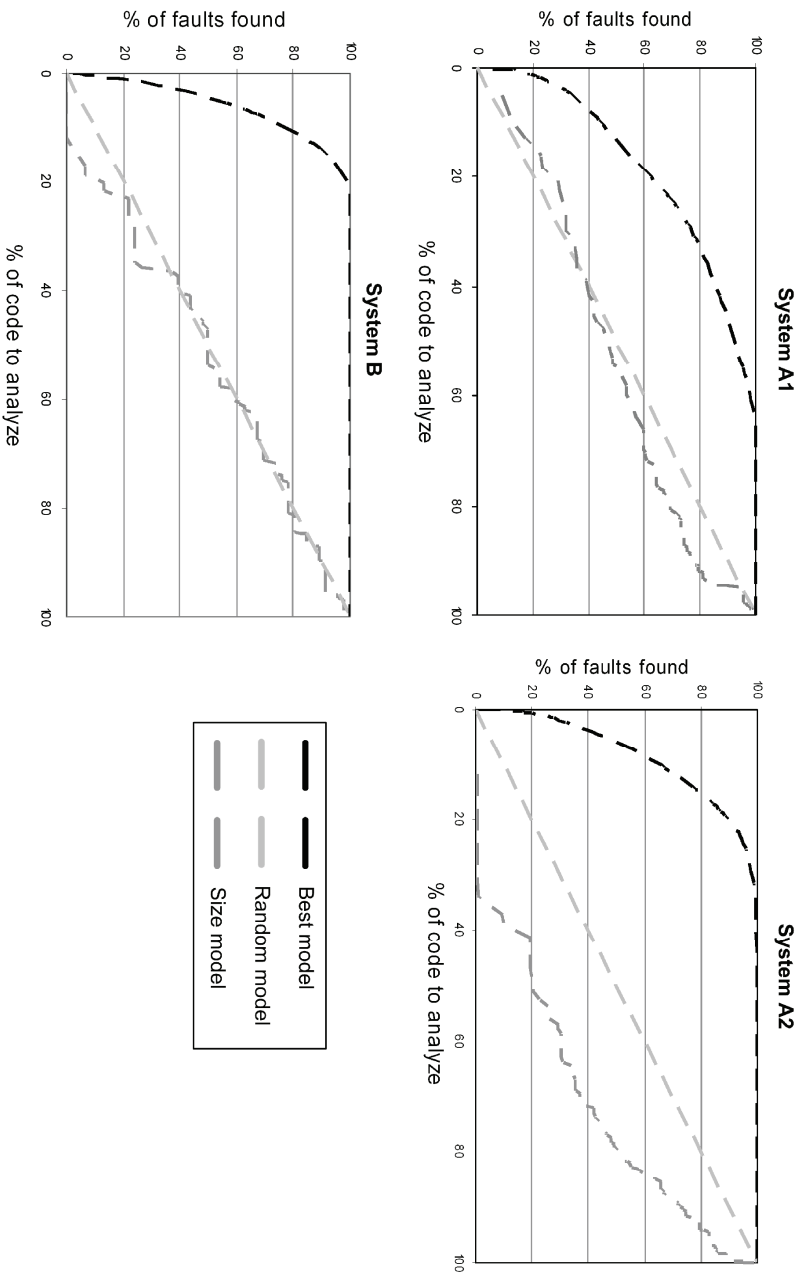 System A1
% of faults found
100
80
60
40
20
0
0 20 40 60 80 100
% of code to analyze
System A2
% of faults found
100
80
60
40
20
0
0 20 40 60 80 100
% of code to analyze
System B
% of faults found
100
80
60
40
20
0
0 20 40 60 80 100
% of code to analyze
Best model
Random model
Size model